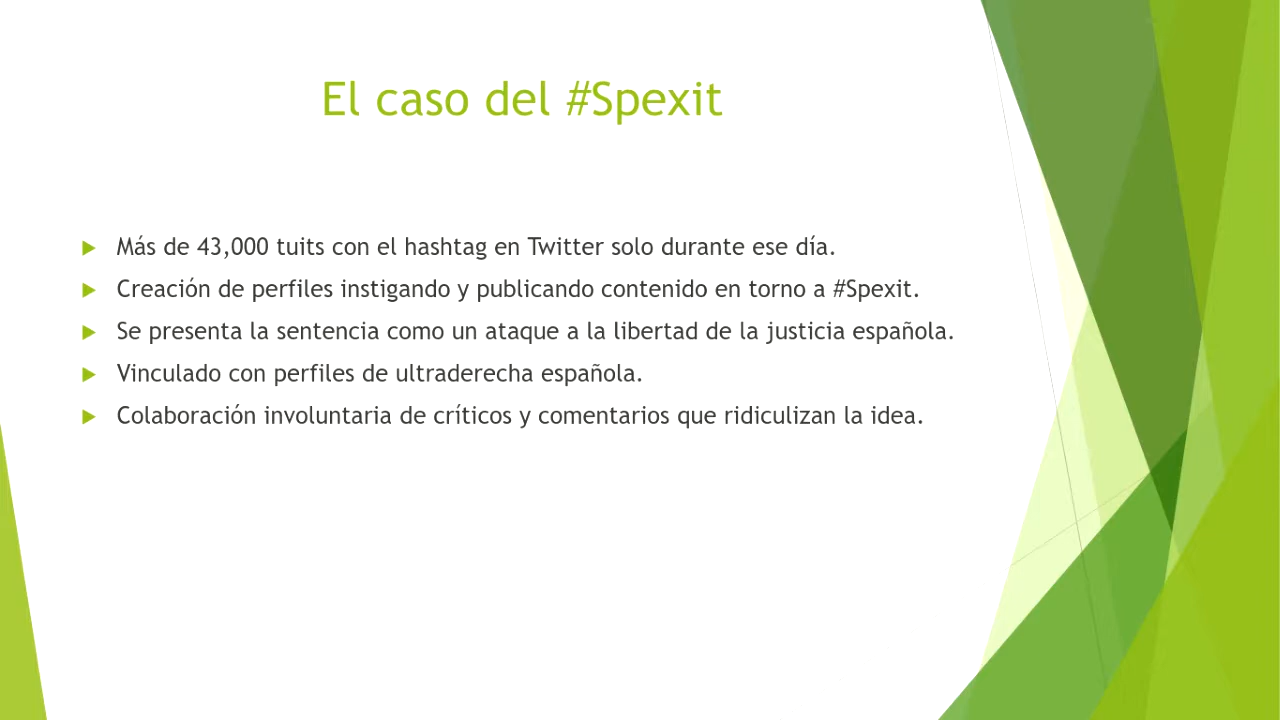 El caso del #Spexit
Más de 43,000 tuits con el hashtag en Twitter solo durante ese día.
Creación de perfiles instigando y publicando contenido en torno a #Spexit.
Se presenta la sentencia como un ataque a la libertad de la justicia española.
Vinculado con perfiles de ultraderecha española.
Colaboración involuntaria de críticos y comentarios que ridiculizan la idea.